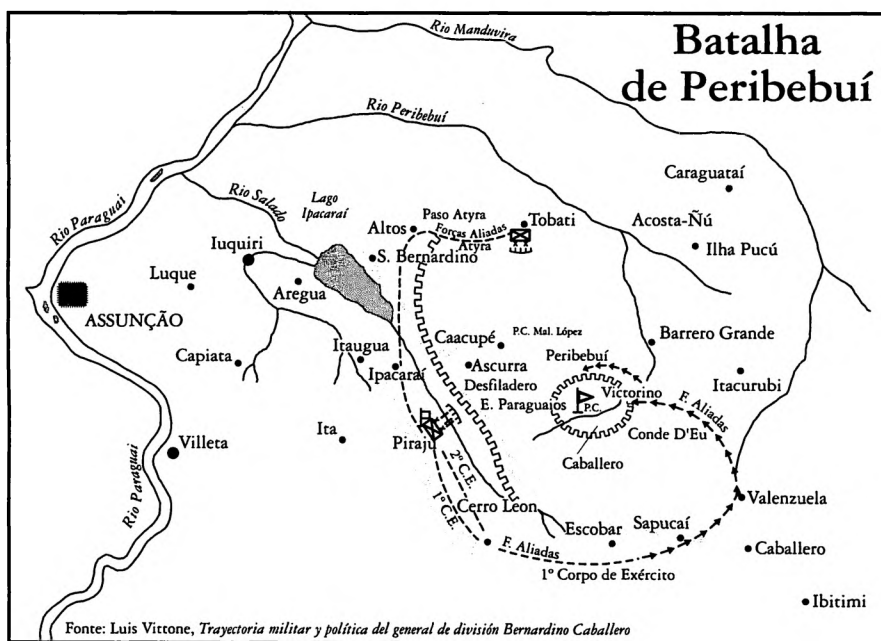 Batalha
de Peribebuí
Rio Manduvira
Rio Peribebuí
Rio Paraguai
Rio Salado
Lago
Ipacaraí
Caraguataí
Acosta-Ñú
Ilha Pucú
Altos
Paso Atyra
Forças Aliadas
Atyra
Tobati
S. Bernardino
Iuquiri
Luque
Aregua
ASSUNÇÃO
Capiata
Itaugua
Ipacaraí
Caacupé
P.C. Mal. López
Ascurra
Desfiladero
E. Paraguaios
Peribebuí
Barrero Grande
Itacurubi
Victorino
P.C.
F. Aliadas
Conde D'Eu
Caballero
Villeta
Ita
Pirajú
2º C.E.
1º C.E.
Cerro Leon
Rio Paraguai
Escobar
Sapucaí
Valenzuela
F. Aliadas
Caballero
1º Corpo de Exército
Ibitimi
Fonte: Luis Vittone, Trayectoria militar y política del general de división Bernardino Caballero